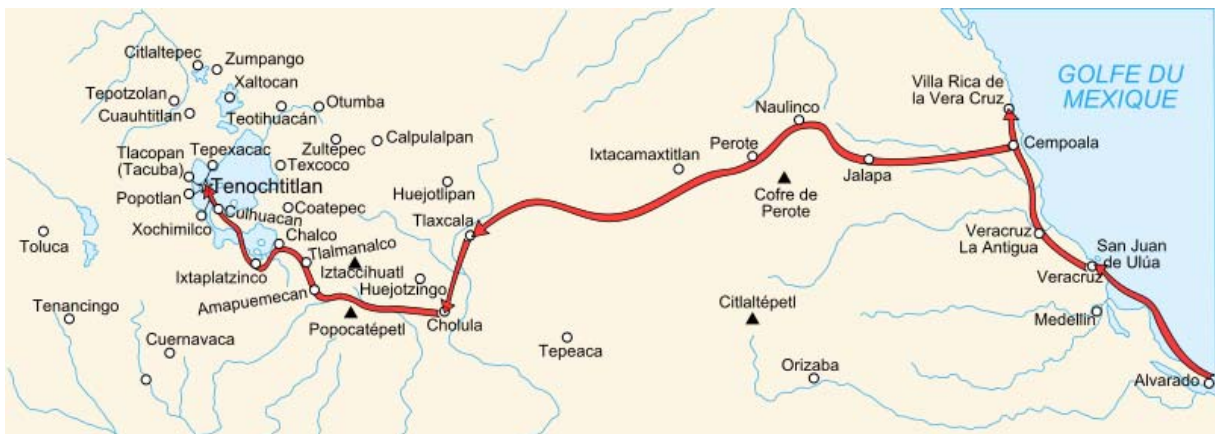 Citlaltepec
Zumpango
Xaltocan
Tepotzolan
Cuauhtitlan
Teotihuacán
Otumba
Tlacopan
(Tacuba)
Tepexacac
Zultepec
Calpulalpan
Texcoco
Tenochtitlan
Popotlan
Culhuacan
Coatepec
Huejotlipan
Xochimilco
Chalco
Tlaxcala
Toluca
Tlalmanalco
Ixtaplatzinco
Iztaccíhuatl
Huejotzingo
Amapuemecan
Tenancingo
Popocatépetl
Cholula
Cuernavaca
Tepeaca
Ixtacamaxtitlan
Perote
Naulinco
Cofre de
Perote
Jalapa
Villa Rica de
la Vera Cruz
GOLFE DU
MEXIQUE
Cempoala
Veracruz
La Antigua
San Juan
de Ulúa
Veracruz
Citlaltépetl
Medellin
Orizaba
Alvarado